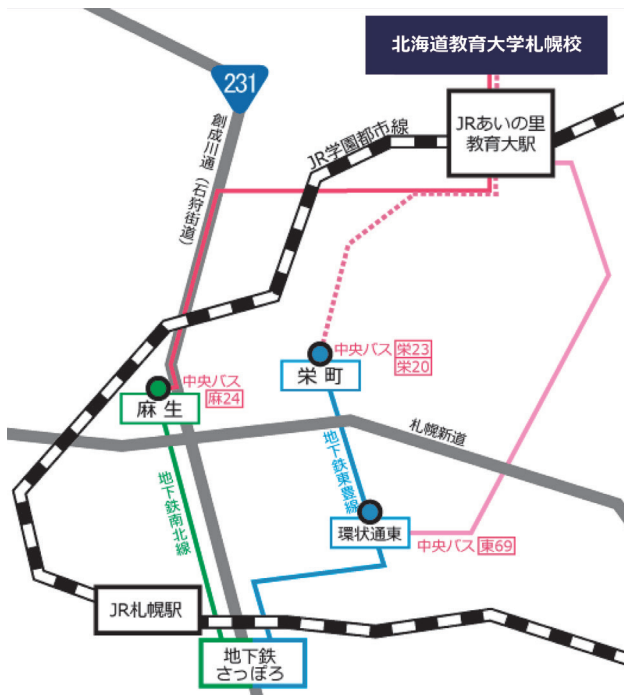 北海道教育大学札幌校
231
JRあいの里
教育大駅
JR学園都市線
創成川通（石狩街道）
中央バス 栄23
栄20
栄町
中央バス
麻24
麻生
札幌新道
地下鉄東豊線
地下鉄南北線
環状通東
中央バス 東69
JR札幌駅
地下鉄
さっぽろ